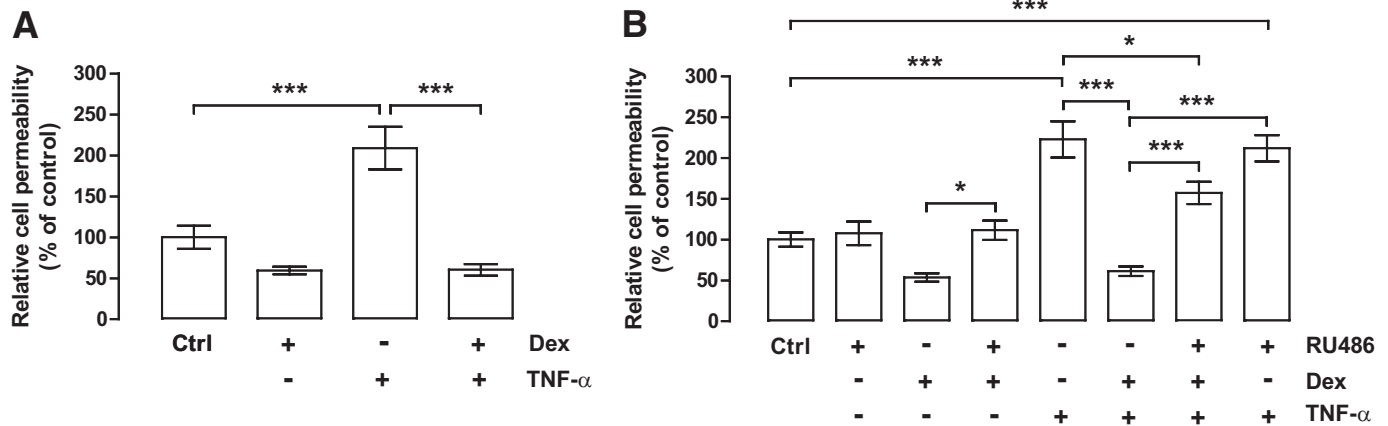 A
Relative cell permeability
(% of control)
300
250
200
150
100
50
0
*** ***
Ctrl + - + Dex
- + + TNF-α
B
Relative cell permeability
(% of control)
300
250
200
150
100
50
0
***
*
***
***
***
***
*
Ctrl + - + - - + + RU486
- + + - + + - Dex
- - - + + + + TNF-α